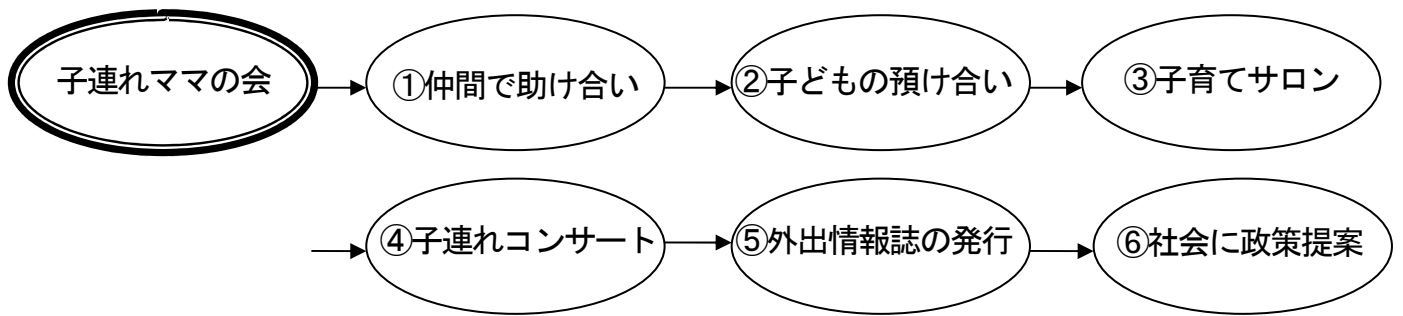 子連れママの会
①仲間で助け合い
②子どもの預け合い
③子育てサロン
④子連れコンサート
⑤外出情報誌の発行
⑥社会に政策提案